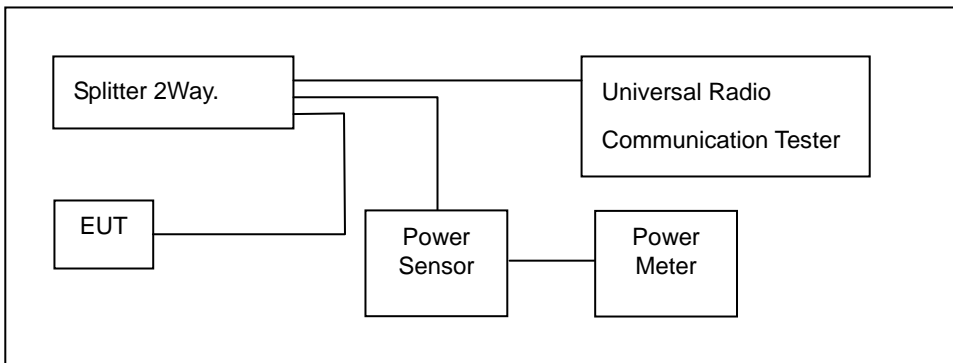 Splitter 2Way.
Universal Radio
Communication Tester
EUT
Power
Sensor
Power
Meter